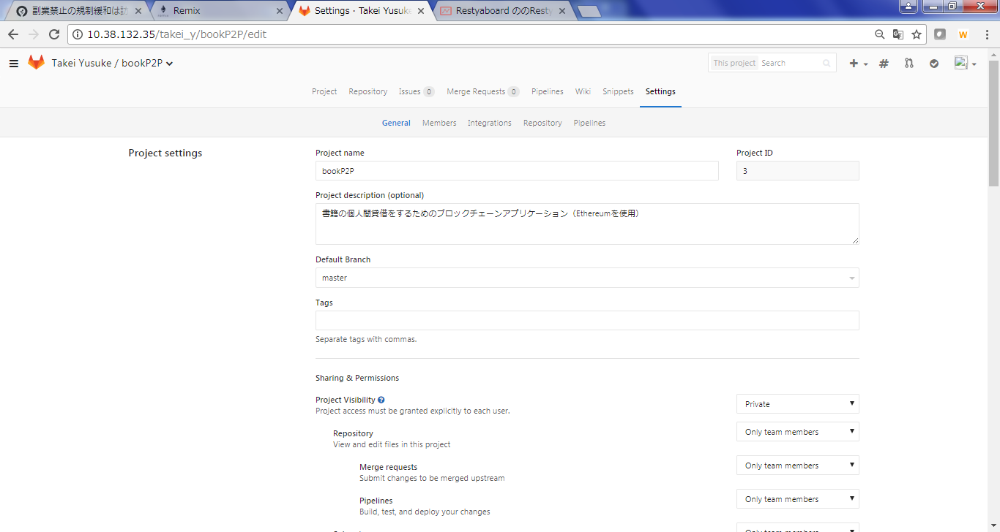 副業禁止の規制緩和は訪
Remix
Settings · Takei Yusuke
Restyaboard ののResty
10.38.132.35/takei_y/bookP2P/edit
Takei Yusuke / bookP2P
This project Search
Project Repository Issues 0 Merge Requests 0 Pipelines Wiki Snippets Settings
General Members Integrations Repository Pipelines
Project settings
Project name
Project ID
bookP2P
3
Project description (optional)
書籍の個人間貸借をするためのブロックチェーンアプリケーション（Ethereumを使用）
Default Branch
master
Tags
Separate tags with commas.
Sharing & Permissions
Project Visibility
Project access must be granted explicitly to each user.
Private
Repository
View and edit files in this project
Only team members
Merge requests
Submit changes to be merged upstream
Only team members
Pipelines
Build, test, and deploy your changes
Only team members